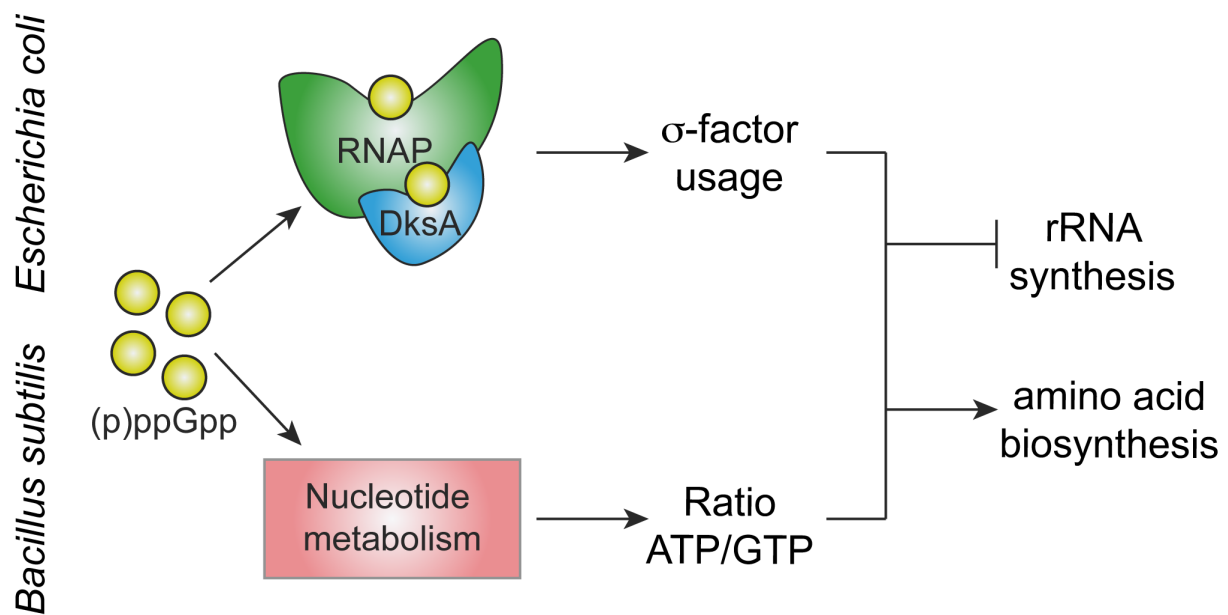 Escherichia coli
RNAP
DksA
σ-factor
usage
rRNA
synthesis
(p)ppGpp
amino acid
biosynthesis
Bacillus subtilis
Nucleotide
metabolism
Ratio
ATP/GTP